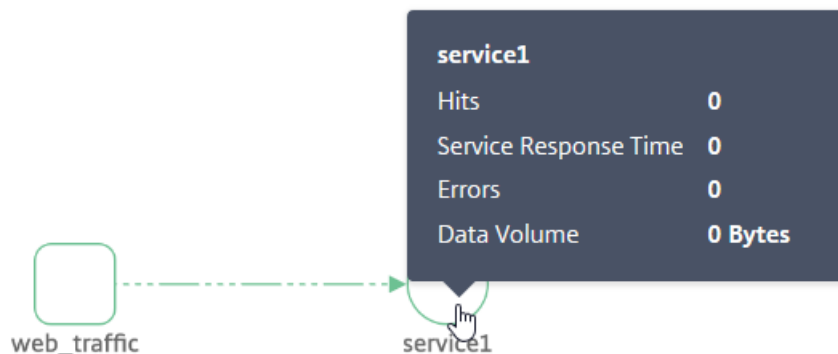 service1
Hits 0
Service Response Time 0
Errors 0
Data Volume 0 Bytes
web_traffic
service1